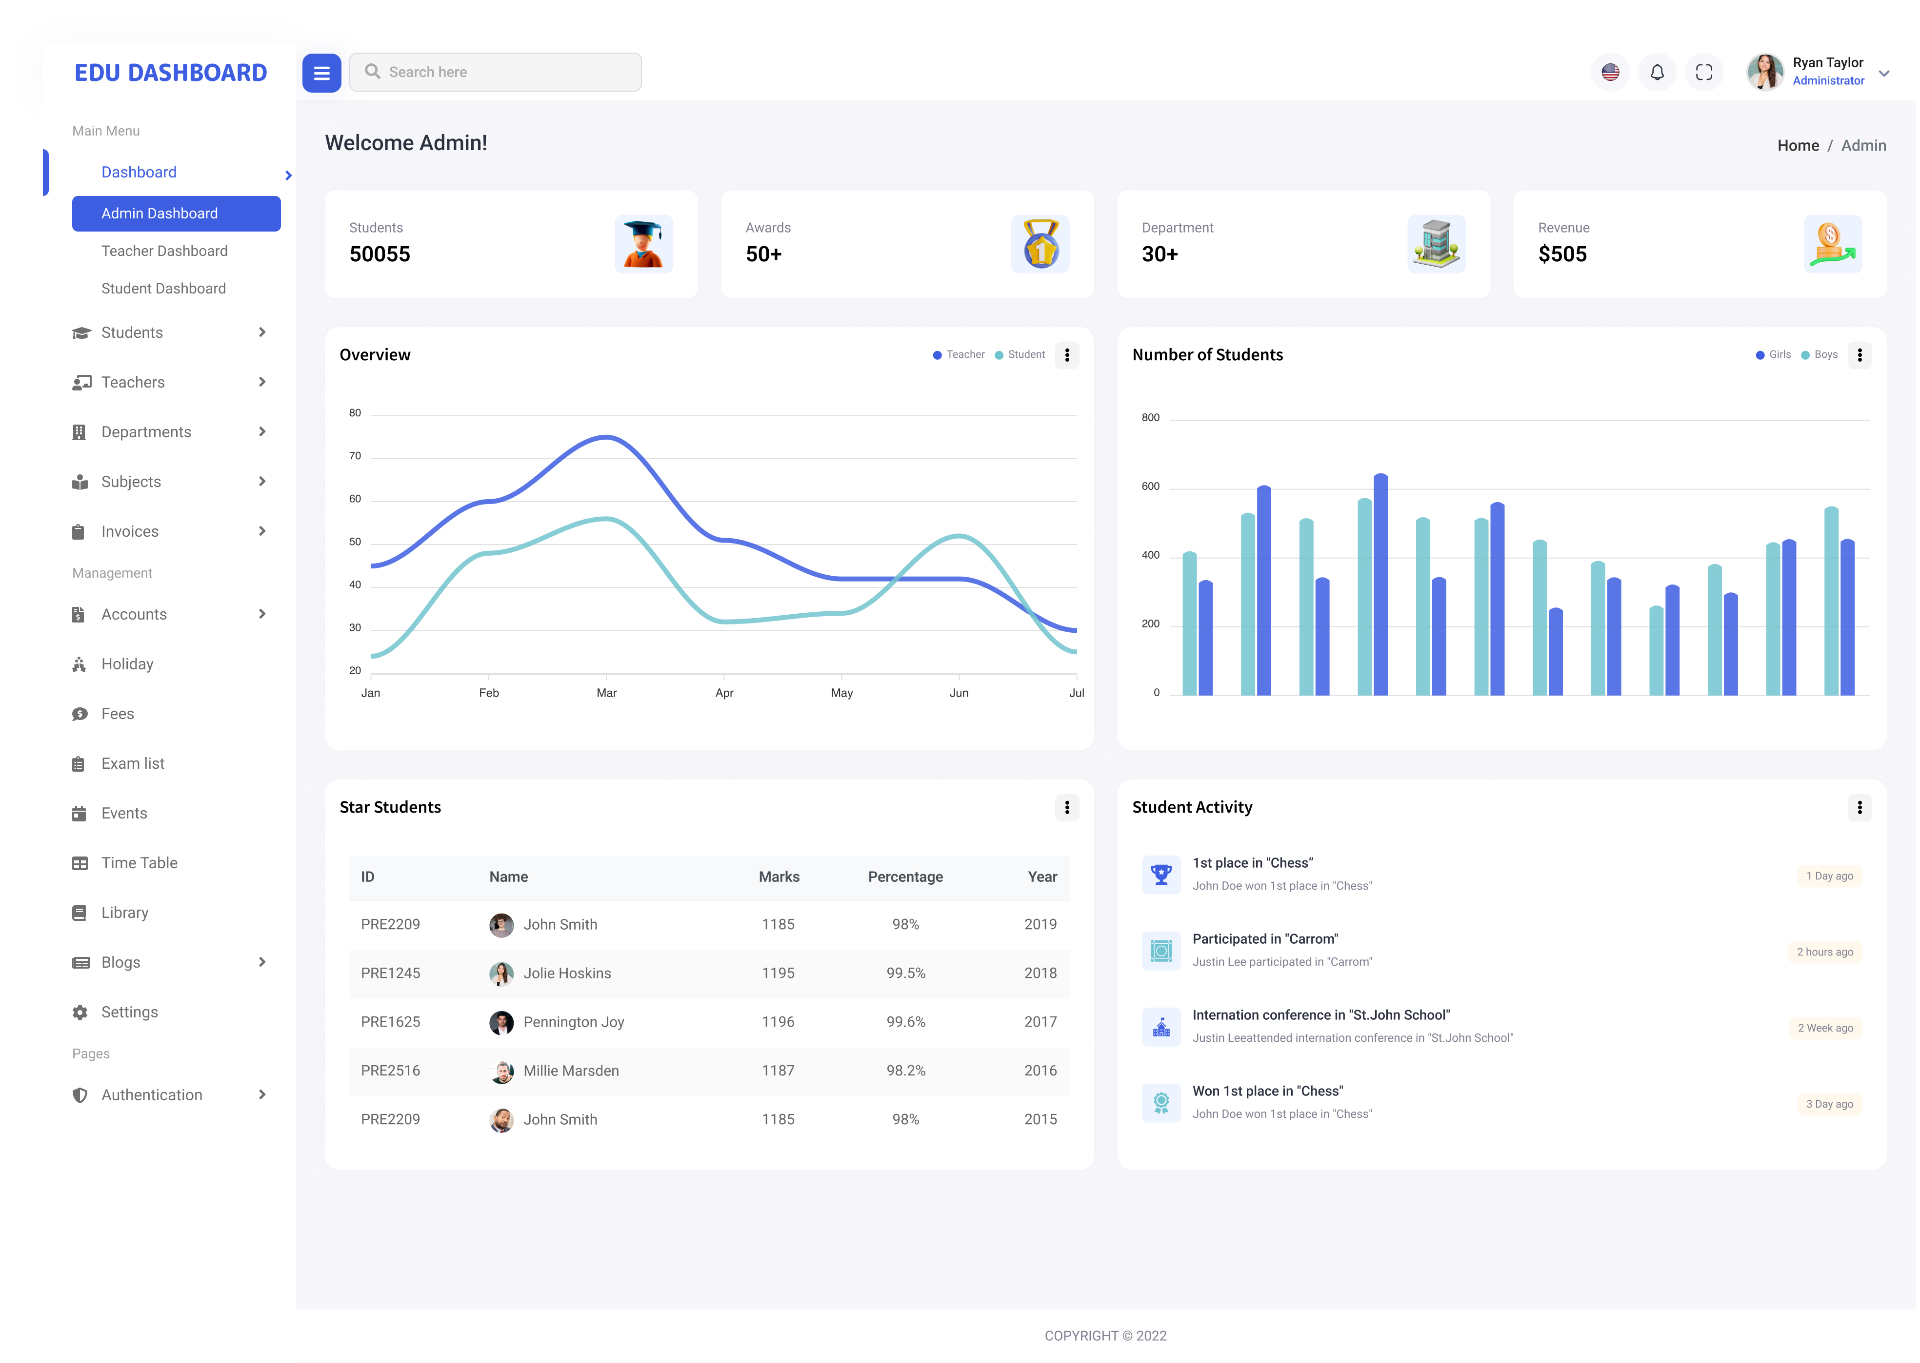 EDU DASHBOARD
Search here
Ryan Taylor
Administrator
Main Menu
Dashboard
Admin Dashboard
Teacher Dashboard
Student Dashboard
Students
Teachers
Departments
Subjects
Invoices
Management
Accounts
Holiday
Fees
Exam list
Events
Time Table
Library
Blogs
Settings
Pages
Authentication
Welcome Admin!
Home / Admin
Students
50055
Awards
50+
Department
30+
Revenue
$505
Overview
Teacher Student
80
70
60
50
40
30
20
Jan Feb Mar Apr May Jun Jul
Number of Students
Girls Boys
800
600
400
200
0
Star Students
ID Name Marks Percentage Year
PRE2209 John Smith 1185 98% 2019
PRE1245 Jolie Hoskins 1195 99.5% 2018
PRE1625 Pennington Joy 1196 99.6% 2017
PRE2516 Millie Marsden 1187 98.2% 2016
PRE2209 John Smith 1185 98% 2015
Student Activity
1st place in "Chess”
John Doe won 1st place in "Chess"
1 Day ago
Participated in "Carrom"
Justin Lee participated in "Carrom"
2 hours ago
Internation conference in "St.John School"
Justin Leeattended internation conference in "St.John School"
2 Week ago
Won 1st place in "Chess"
John Doe won 1st place in "Chess"
3 Day ago
COPYRIGHT © 2022